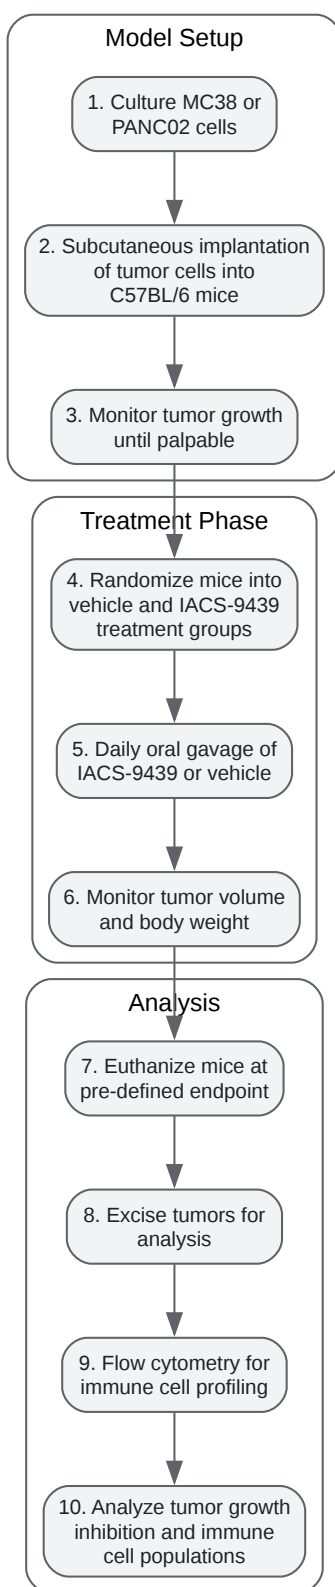 Model Setup
1. Culture MC38 or
PANC02 cells
2. Subcutaneous implantation
of tumor cells into
C57BL/6 mice
3. Monitor tumor growth
until palpable
Treatment Phase
4. Randomize mice into
vehicle and IACS-9439
treatment groups
5. Daily oral gavage of
IACS-9439 or vehicle
6. Monitor tumor volume
and body weight
Analysis
7. Euthanize mice at
pre-defined endpoint
8. Excise tumors for
analysis
9. Flow cytometry for
immune cell profiling
10. Analyze tumor growth
inhibition and immune
cell populations